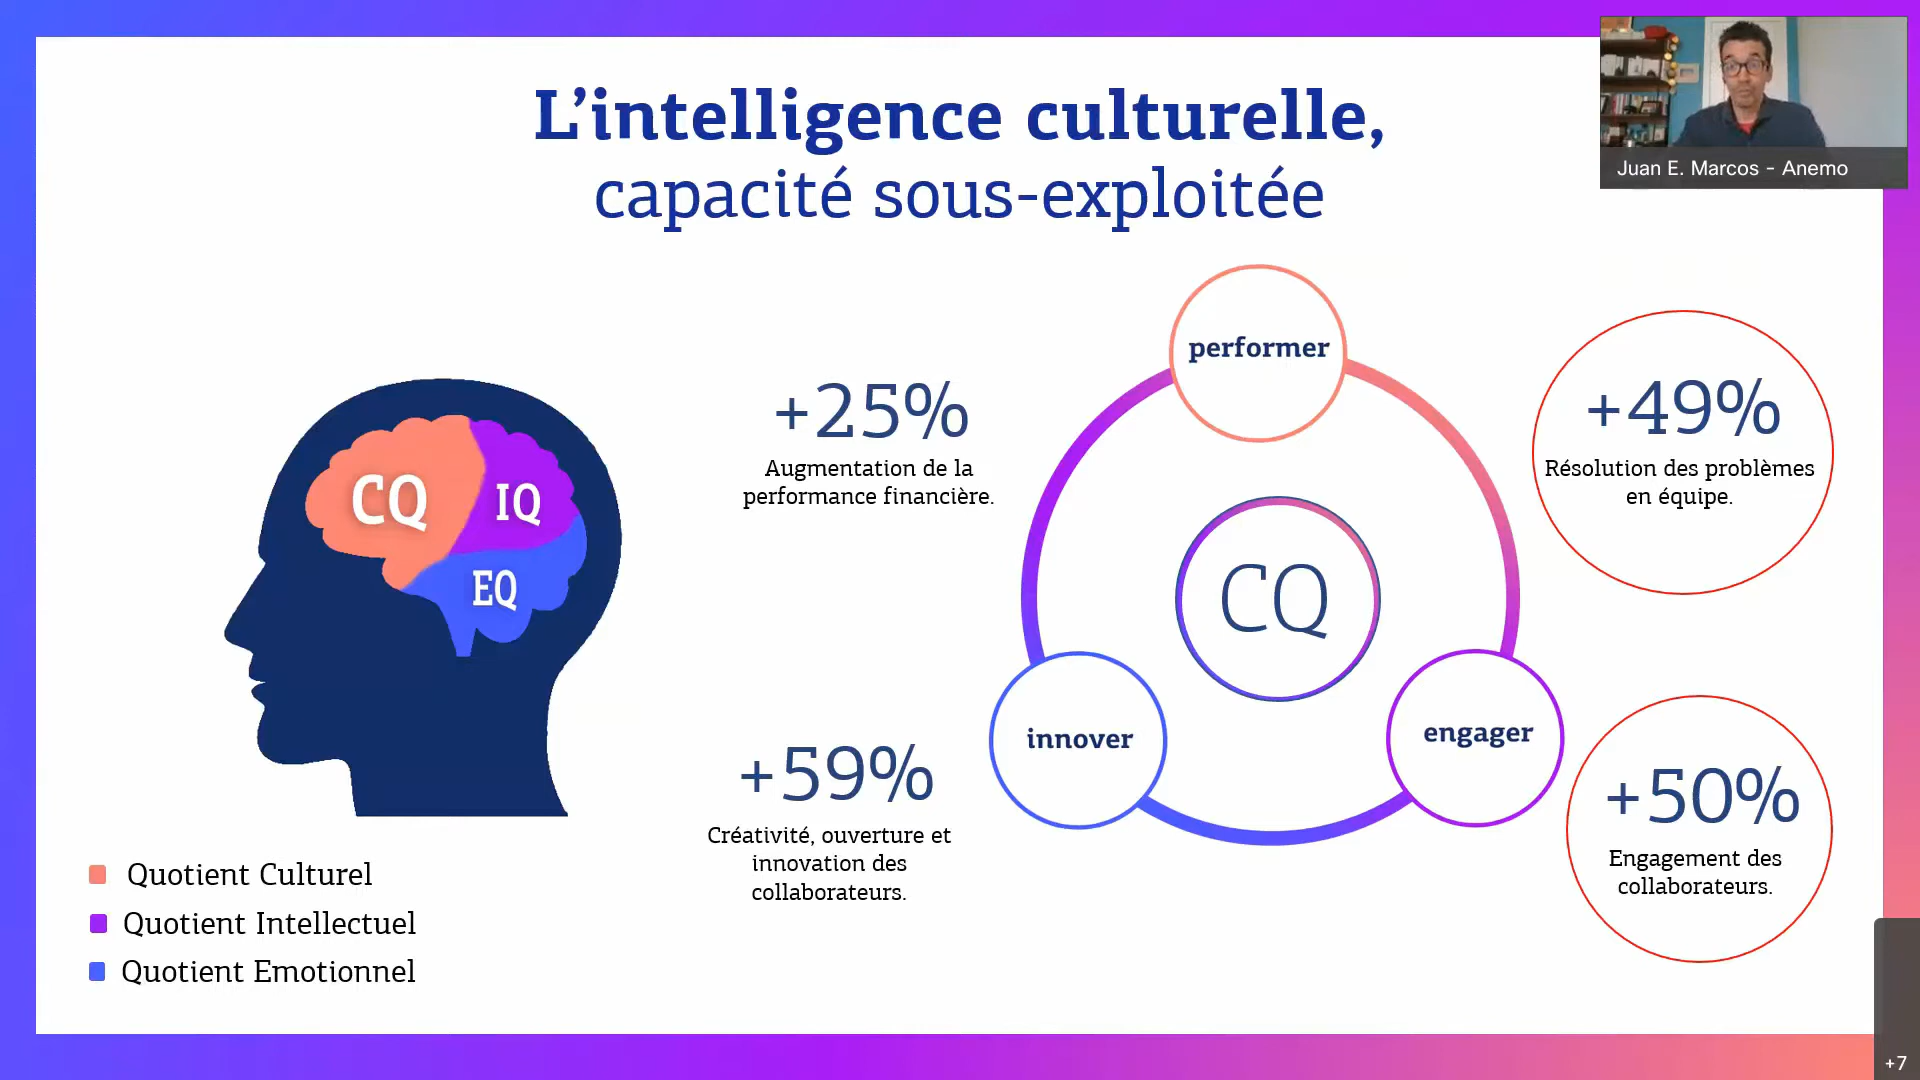 L’intelligence culturelle,
capacité sous-exploitée
Juan E. Marcos - Anemo
CQ
IQ
EQ
Quotient Culturel
Quotient Intellectuel
Quotient Emotionnel
+25%
Augmentation de la
performance financière.
+59%
Créativité, ouverture et
innovation des
collaborateurs.
performer
CQ
innover
engager
+49%
Résolution des problèmes
en équipe.
+50%
Engagement des
collaborateurs.
+7